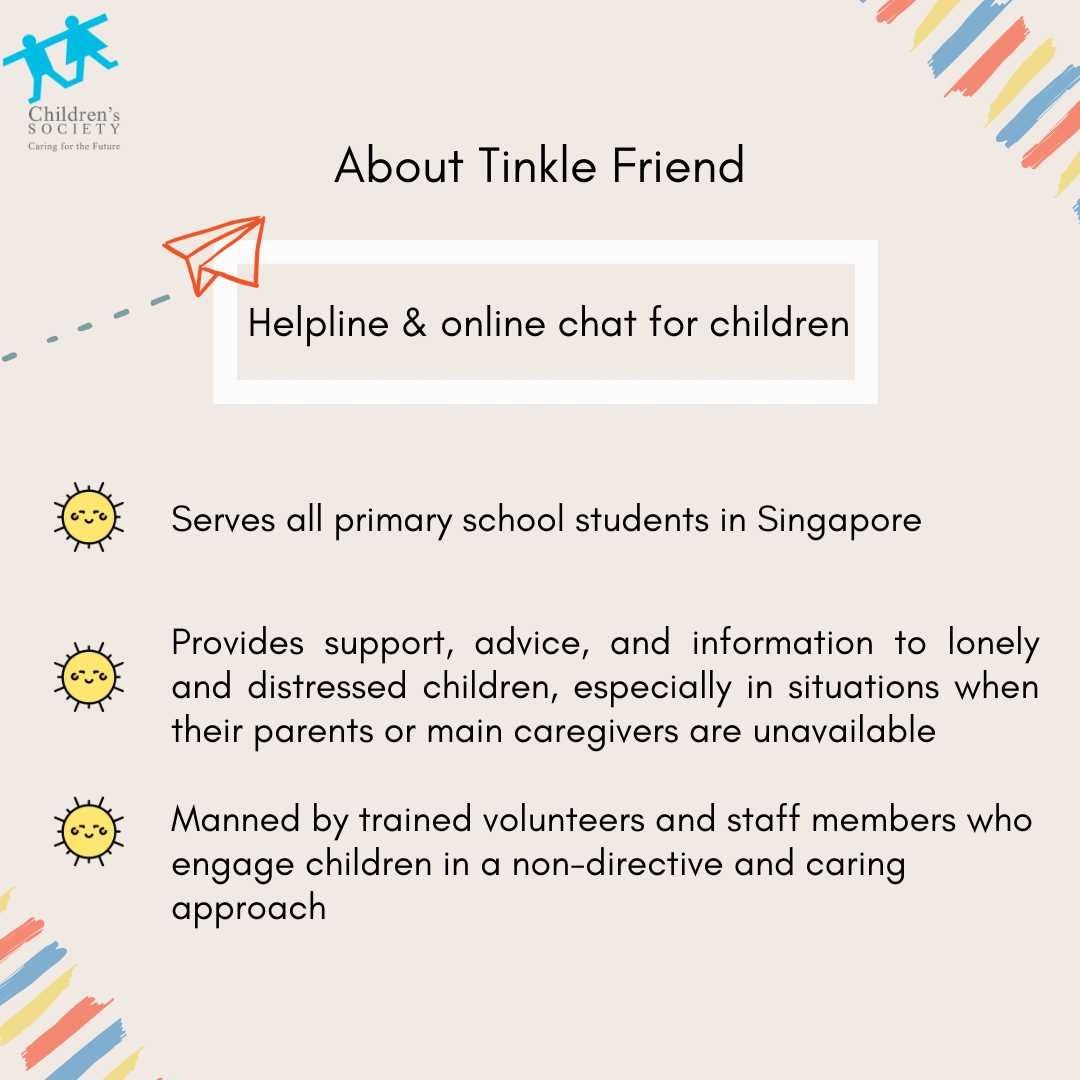 Children's
SOCIETY
Caring for the Future
About Tinkle Friend
Helpline & online chat for children
Serves all primary school students in Singapore
Provides support, advice, and information to lonely
and distressed children, especially in situations when
their parents or main caregivers are unavailable
Manned by trained volunteers and staff members who
engage children in a non-directive and caring
approach